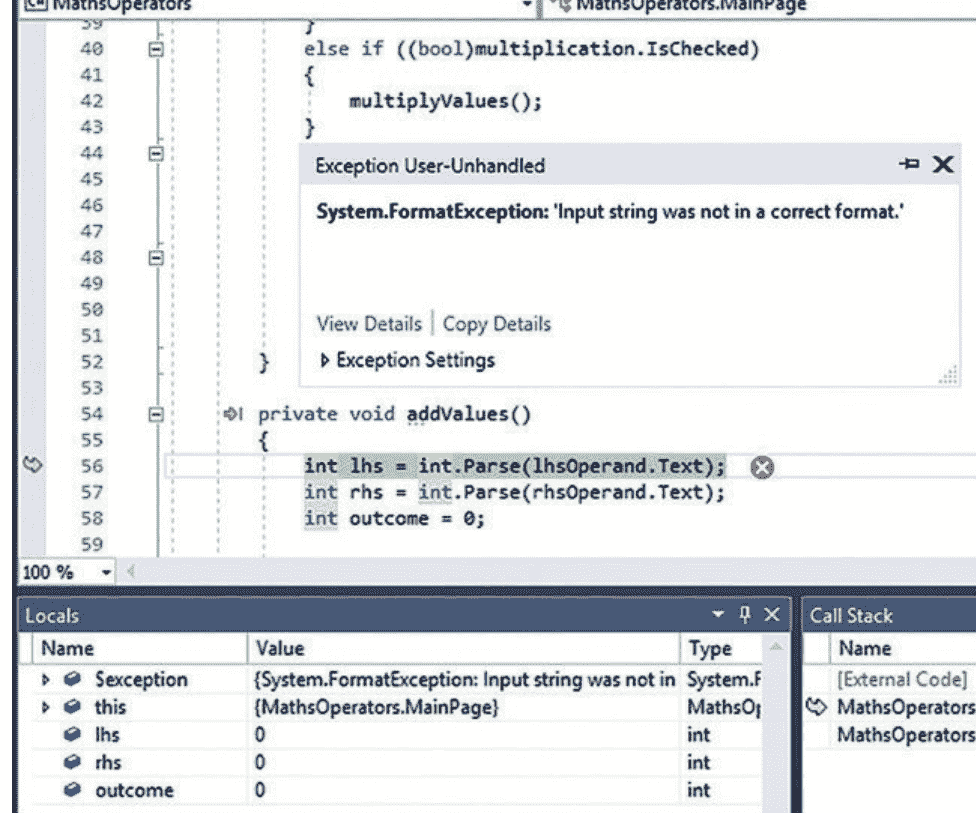 C# MathsOperators
MathsOperators.MainPage
39 }
40 else if ((bool)multiplication.IsChecked)
41 {
42 multiplyValues();
43 }
44
45
46
47
48
49
50
51
52 }
53
54 private void addValues()
55 {
56 int lhs = int.Parse(lhsOperand.Text);
57 int rhs = int.Parse(rhsOperand.Text);
58 int outcome = 0;
59
Exception User-Unhandled
System.FormatException: 'Input string was not in a correct format.'
View Details | Copy Details
Exception Settings
100 %
Locals
Name Value Type
$exception {System.FormatException: Input string was not in System.F
this {MathsOperators.MainPage} MathsOp
lhs 0 int
rhs 0 int
outcome 0 int
Call Stack
Name
[External Code]
MathsOperators
MathsOperators